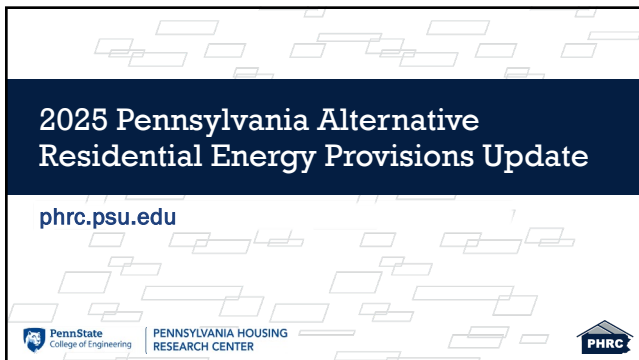 2025 Pennsylvania Alternative
Residential Energy Provisions Update
phrc.psu.edu
PennState
College of Engineering
PENNSYLVANIA HOUSING
RESEARCH CENTER
PHRC